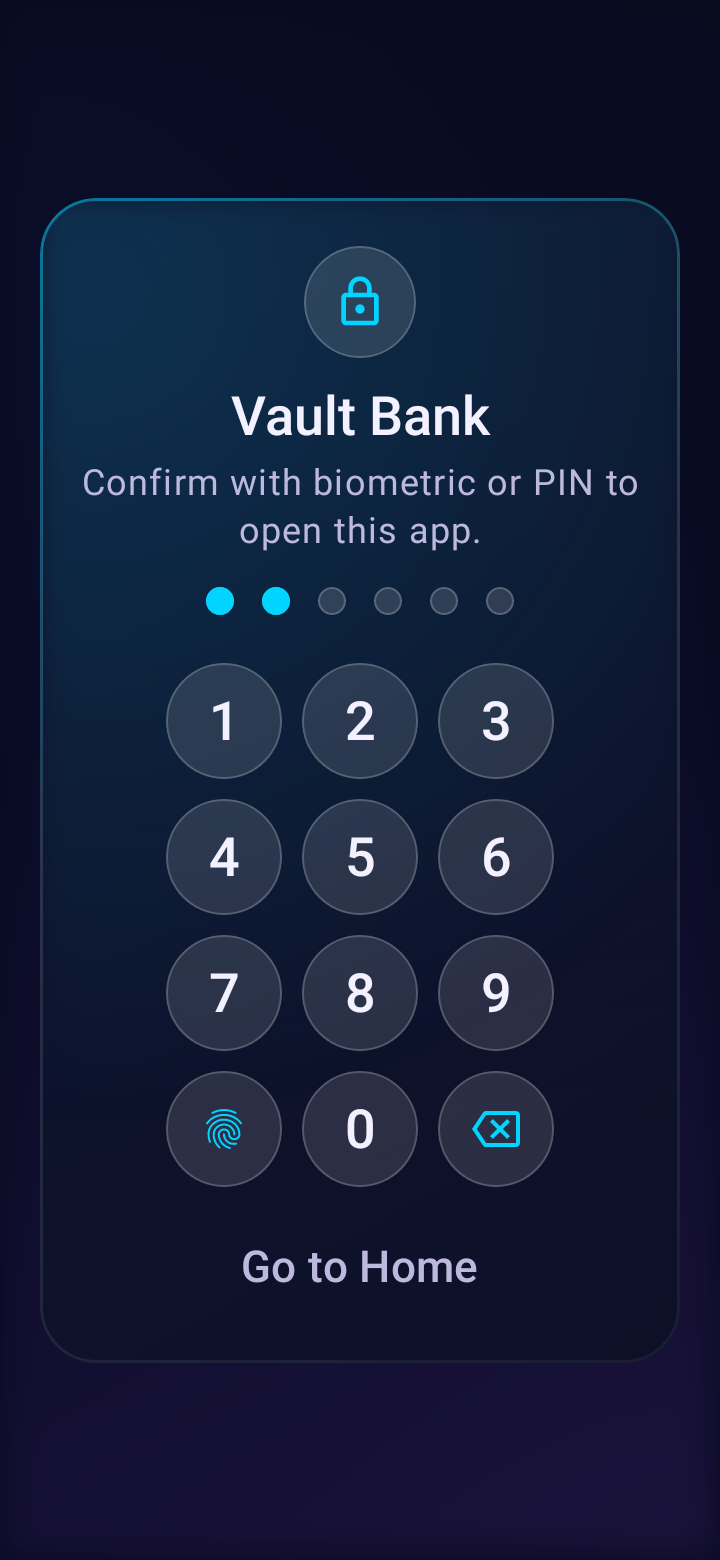 Vault Bank
Confirm with biometric or PIN to
open this app.
1 2 3
4 5 6
7 8 9
0
Go to Home